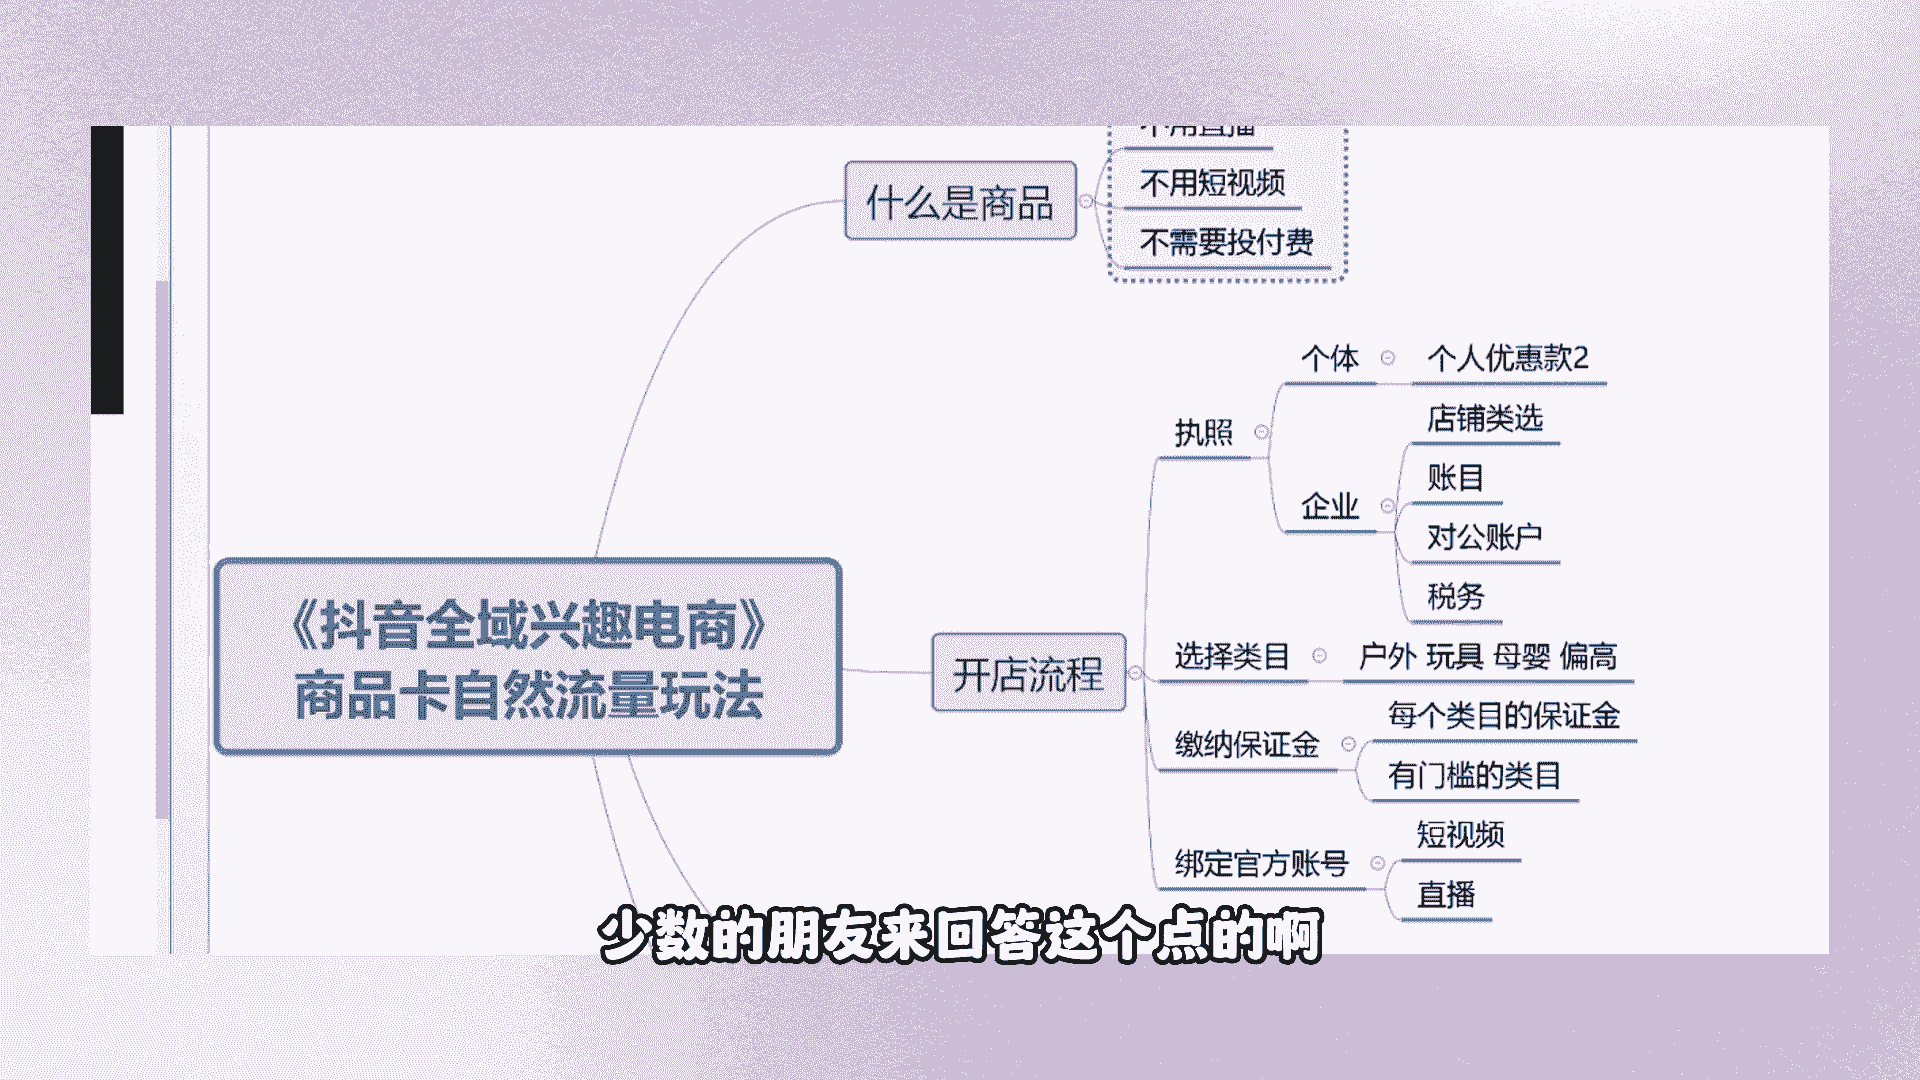 不用直播
什么是商品
不用短视频
不需要投付费
个体
个人优惠款2
店铺类选
执照
账目
企业
对公账户
税务
《抖音全域兴趣电商》
商品卡自然流量玩法
开店流程
选择类目
户外 玩具 母婴 偏高
每个类目的保证金
缴纳保证金
有门槛的类目
短视频
绑定官方账号
直播
少数的朋友来回答这个点的啊